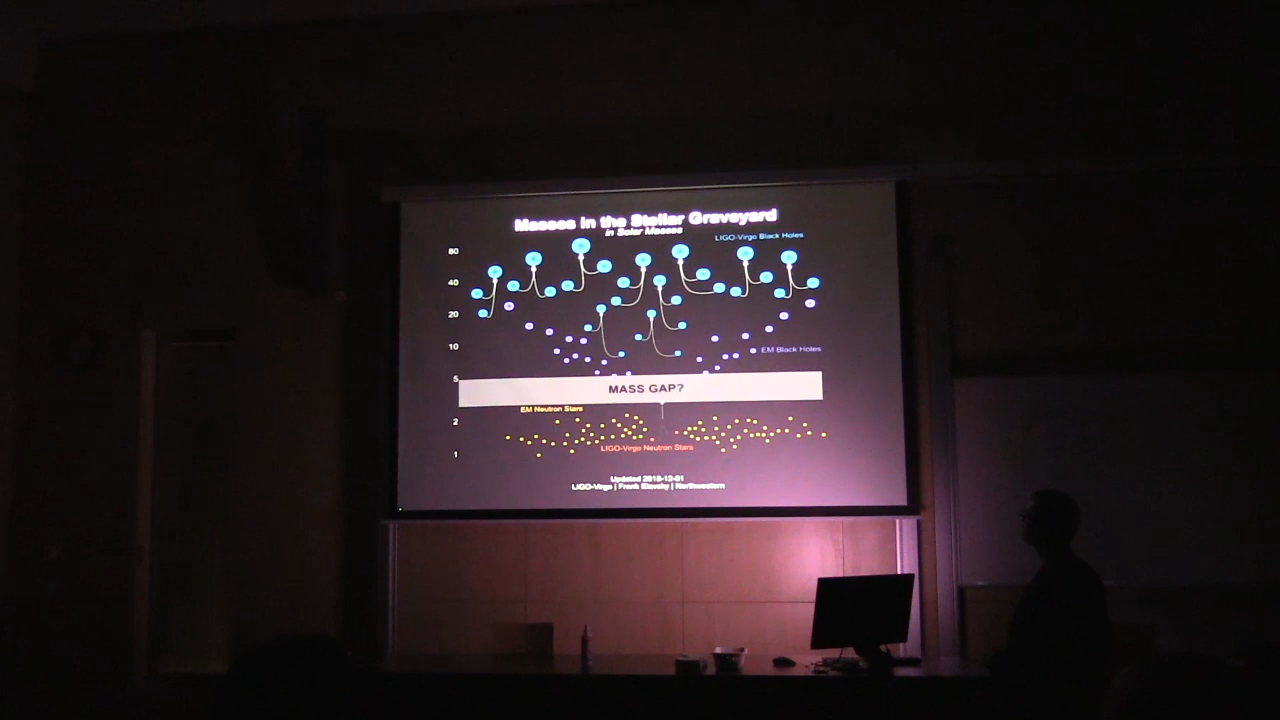 Masses in the Stellar Graveyard
in Solar Masses
LIGO-Virgo Black Holes
80
40
20
10
EM Black Holes
5
MASS GAP?
EM Neutron Stars
2
LIGO-Virgo Neutron Stars
1
Updated 2018-12-01
LIGO-Virgo | Frank Elavsky | Northwestern